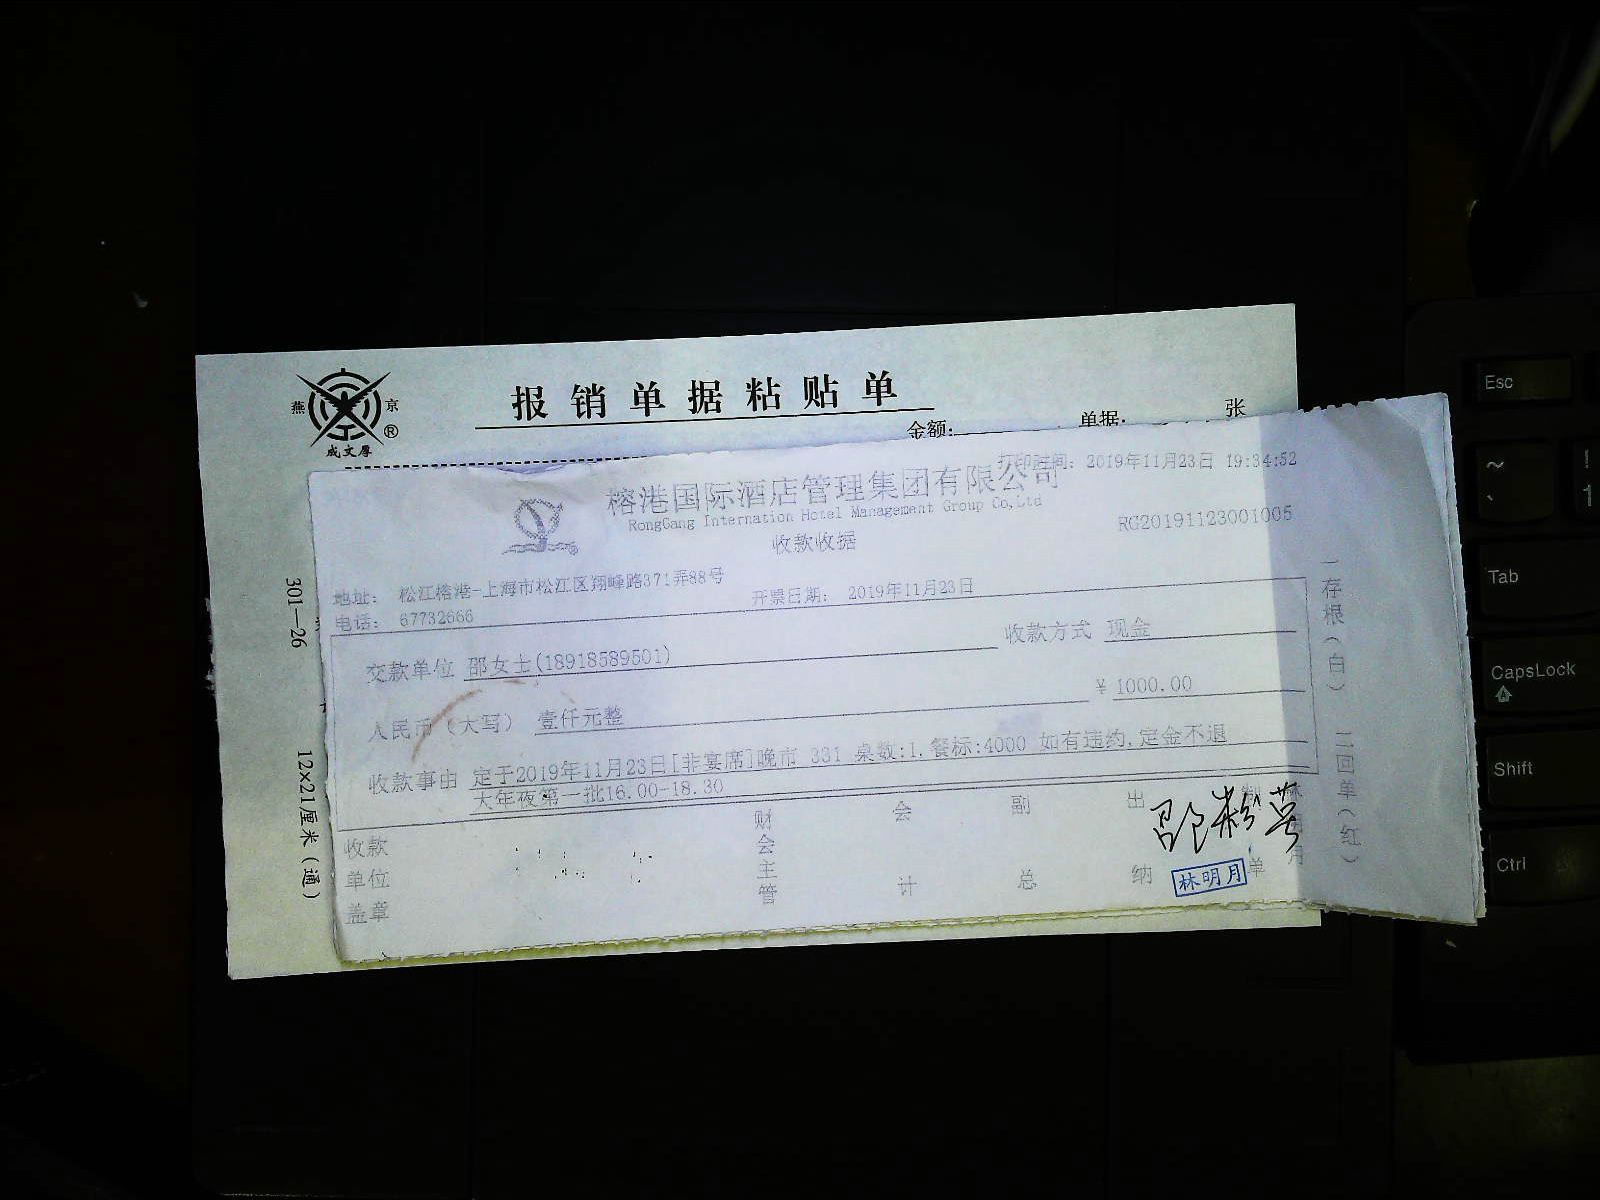 报销单据粘贴单
燕 京
®
成文厚
金额: 单据: 张
打印时间: 2019年11月23日 19:34:52
榕港国际酒店管理集团有限公司
RongGang Internation Hotel Management Group Co,Ltd
RG20191123001005
收款收据
地址: 松江榕港-上海市松江区翔峰路371弄88号
电话: 67732666
开票日期: 2019年11月23日
交款单位 邵女士(18918589501)
收款方式 现金
人民币(大写) 壹仟元整
¥ 1000.00
收款事由 定于2019年11月23日[非宴席]晚市 331 桌数:1.餐标:4000 如有违约,定金不退
大年夜第一批16.00-18.30
收款单位盖章
财会主管
会计
副总
出纳
林明月
一存根(白) 二回单(红)
301—26
12x21厘米(通)
Esc
~
`
!
1
Tab
CapsLock
Shift
Ctrl